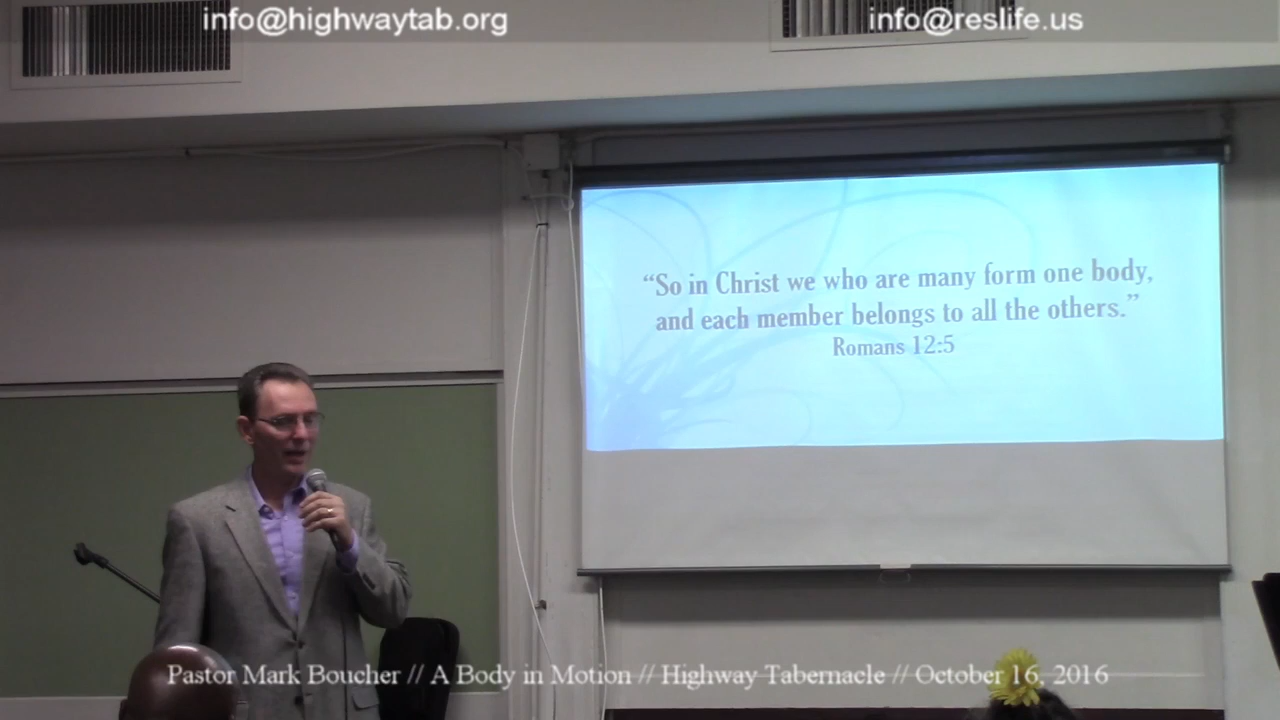 info@highwaytab.org
info@reslife.us
“So in Christ we who are many form one body,
and each member belongs to all the others.”
Romans 12:5
Pastor Mark Boucher // A Body in Motion // Highway Tabernacle // October 16, 2016